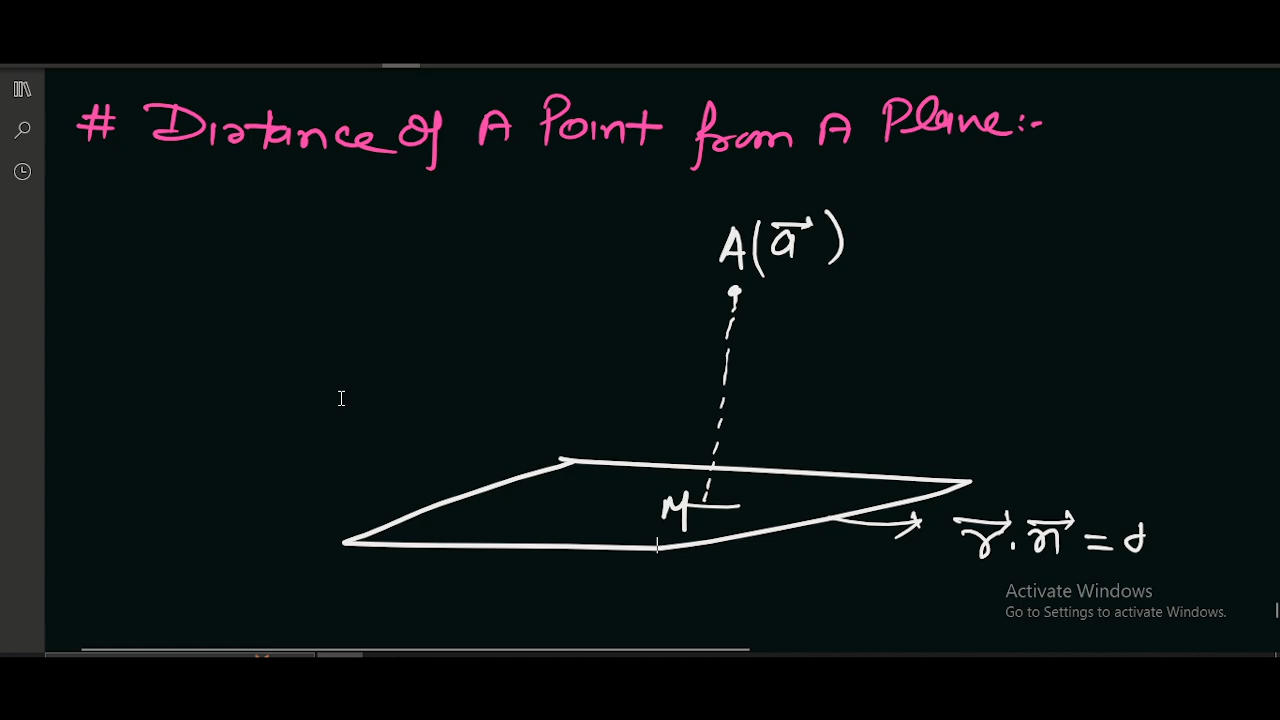 # Distance of A Point from A Plane:-
A(a⃗)
M
r⃗.n⃗ = d
Activate Windows
Go to Settings to activate Windows.